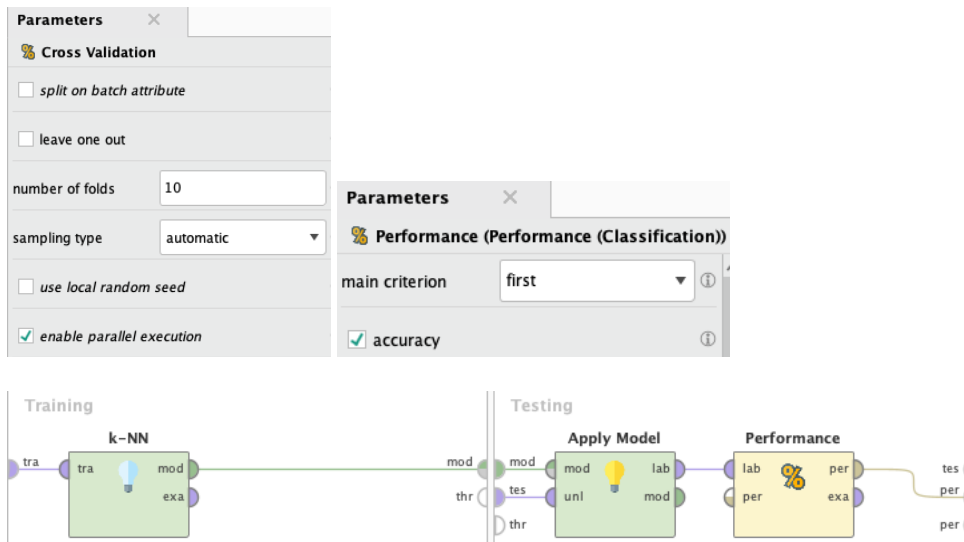 Parameters
Cross Validation
split on batch attribute
leave one out
number of folds 10
sampling type automatic
use local random seed
enable parallel execution
Parameters
Performance (Performance (Classification))
main criterion first
accuracy
Training
k-NN
tra tra mod mod
exa thr
Testing
Apply Model Performance
mod mod lab lab per tes
tes unl mod per exa per
thr per